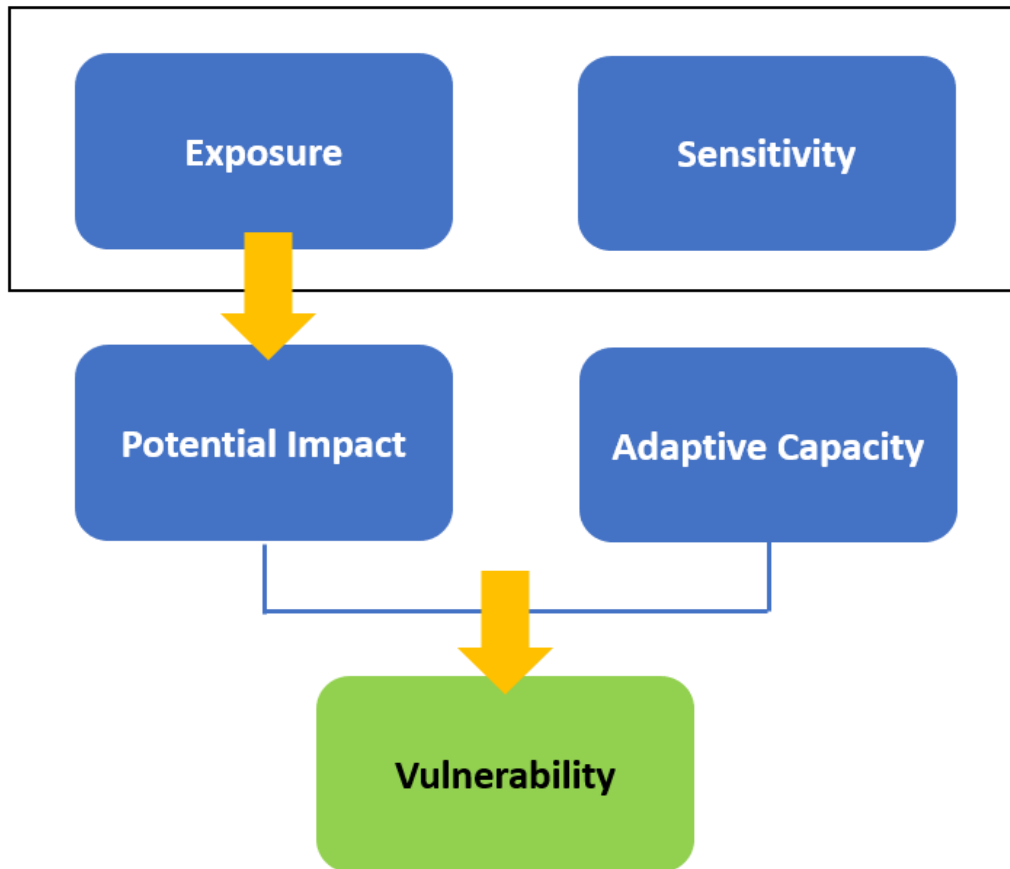 Exposure
Sensitivity
Potential Impact
Adaptive Capacity
Vulnerability